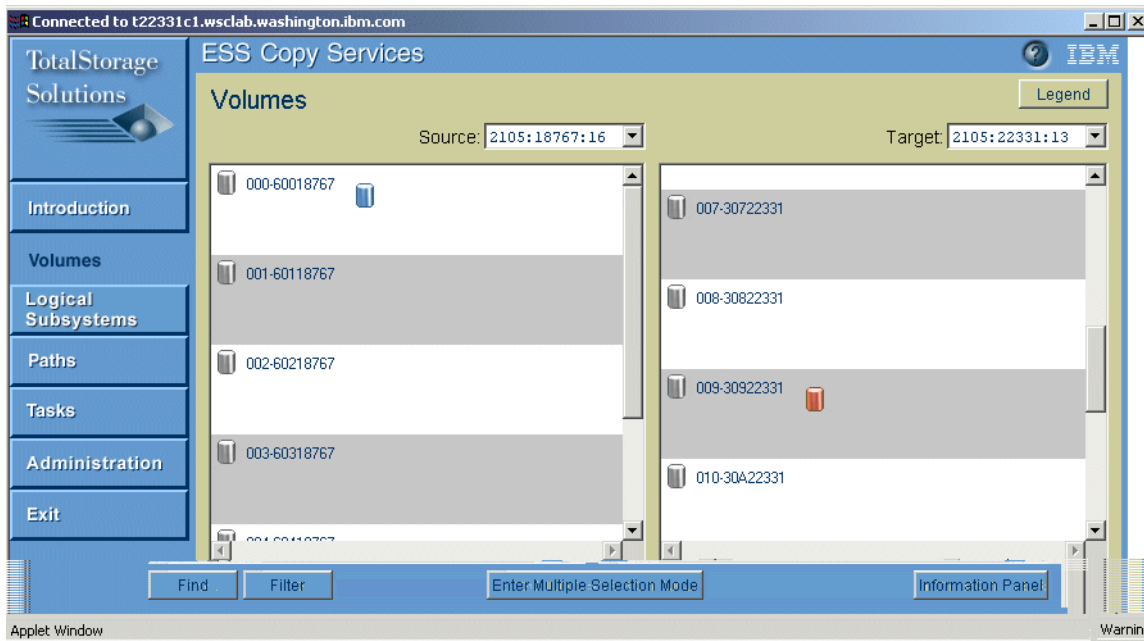 Connected to t22331c1.wsclab.washington.ibm.com
TotalStorage
Solutions
ESS Copy Services
IBM
Volumes
Legend
Source: 2105:18767:16
Target: 2105:22331:13
Introduction
Volumes
Logical
Subsystems
Paths
Tasks
Administration
Exit
000-60018767
001-60118767
002-60218767
003-60318767
007-30722331
008-30822331
009-30922331
010-30A22331
Find
Filter
Enter Multiple Selection Mode
Information Panel
Applet Window
Warnin